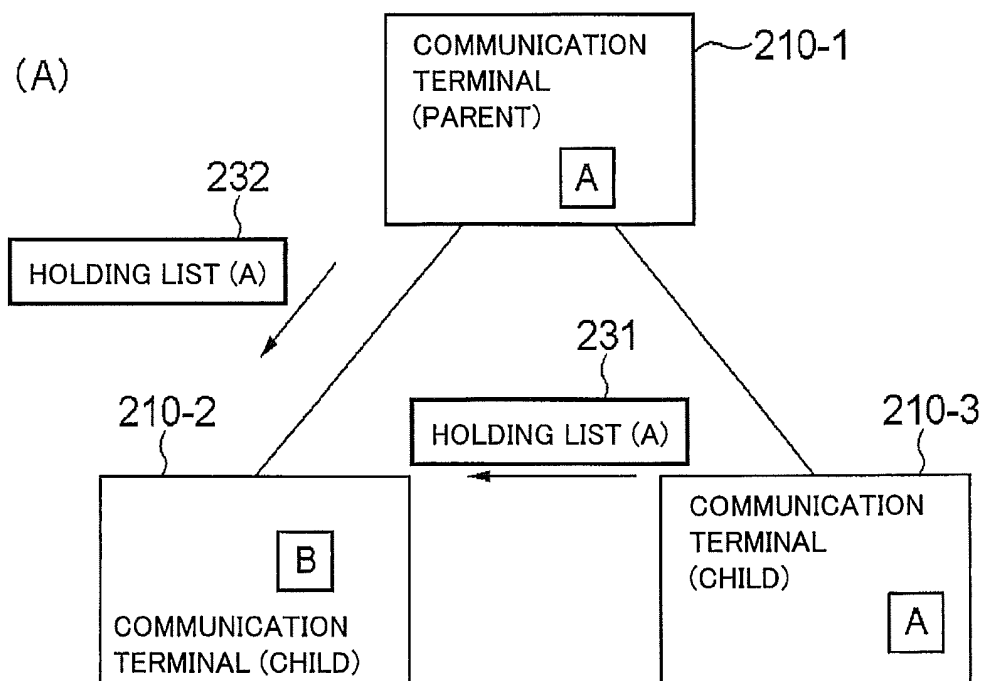 (A)
COMMUNICATION
TERMINAL
(PARENT)
A
210-1
232
HOLDING LIST (A)
231
HOLDING LIST (A)
210-2
B
COMMUNICATION
TERMINAL (CHILD)
210-3
COMMUNICATION
TERMINAL
(CHILD)
A